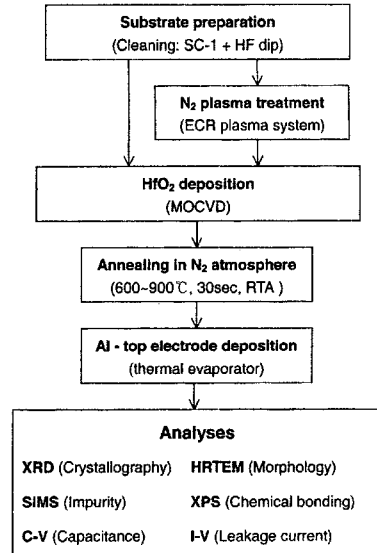 Substrate preparation
(Cleaning: SC-1 + HF dip)
N₂ plasma treatment
(ECR plasma system)
HfO₂ deposition
(MOCVD)
Annealing in N₂ atmosphere
(600~900℃, 30sec, RTA )
Al - top electrode deposition
(thermal evaporator)
Analyses
XRD (Crystallography) HRTEM (Morphology)
SIMS (Impurity) XPS (Chemical bonding)
C-V (Capacitance) I-V (Leakage current)